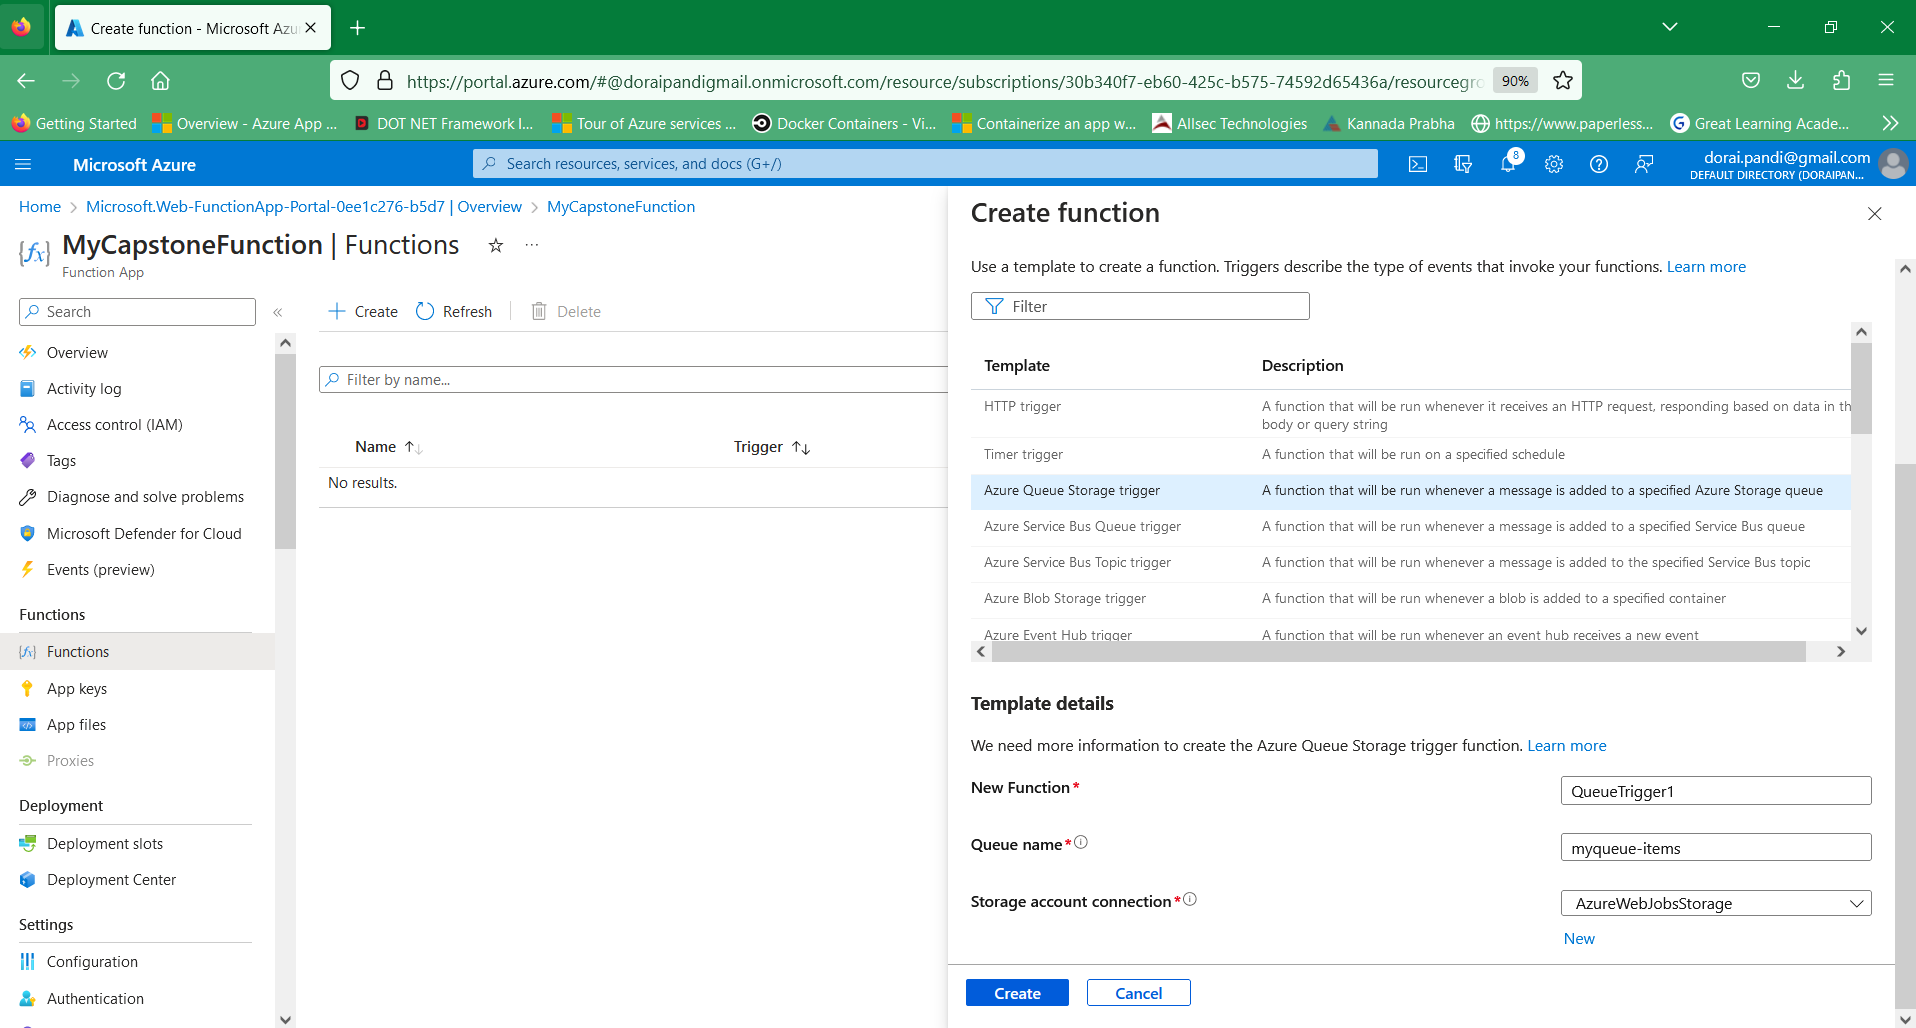 Create function - Microsoft Azu
https://portal.azure.com/#@doraipandigmail.onmicrosoft.com/resource/subscriptions/30b340f7-eb60-425c-b575-74592d65436a/resourcegro
90%
Getting Started
Overview - Azure App ...
DOT NET Framework I...
Tour of Azure services ...
Docker Containers - Vi...
Containerize an app w...
Allsec Technologies
Kannada Prabha
https://www.paperless...
Great Learning Acade...
Microsoft Azure
Search resources, services, and docs (G+/)
8
dorai.pandi@gmail.com
DEFAULT DIRECTORY (DORAIPAN...
Home > Microsoft.Web-FunctionApp-Portal-0ee1c276-b5d7 | Overview > MyCapstoneFunction
MyCapstoneFunction | Functions
Function App
Search
Overview
Activity log
Access control (IAM)
Tags
Diagnose and solve problems
Microsoft Defender for Cloud
Events (preview)
Functions
Functions
App keys
App files
Proxies
Deployment
Deployment slots
Deployment Center
Settings
Configuration
Authentication
Create
Refresh
Delete
Filter by name...
Name
Trigger
No results.
Create function
Use a template to create a function. Triggers describe the type of events that invoke your functions. Learn more
Filter
Template
Description
HTTP trigger
A function that will be run whenever it receives an HTTP request, responding based on data in th
body or query string
Timer trigger
A function that will be run on a specified schedule
Azure Queue Storage trigger
A function that will be run whenever a message is added to a specified Azure Storage queue
Azure Service Bus Queue trigger
A function that will be run whenever a message is added to a specified Service Bus queue
Azure Service Bus Topic trigger
A function that will be run whenever a message is added to the specified Service Bus topic
Azure Blob Storage trigger
A function that will be run whenever a blob is added to a specified container
Azure Event Hub trigger
A function that will be run whenever an event hub receives a new event
Template details
We need more information to create the Azure Queue Storage trigger function. Learn more
New Function *
QueueTrigger1
Queue name *
myqueue-items
Storage account connection *
AzureWebJobsStorage
New
Create
Cancel